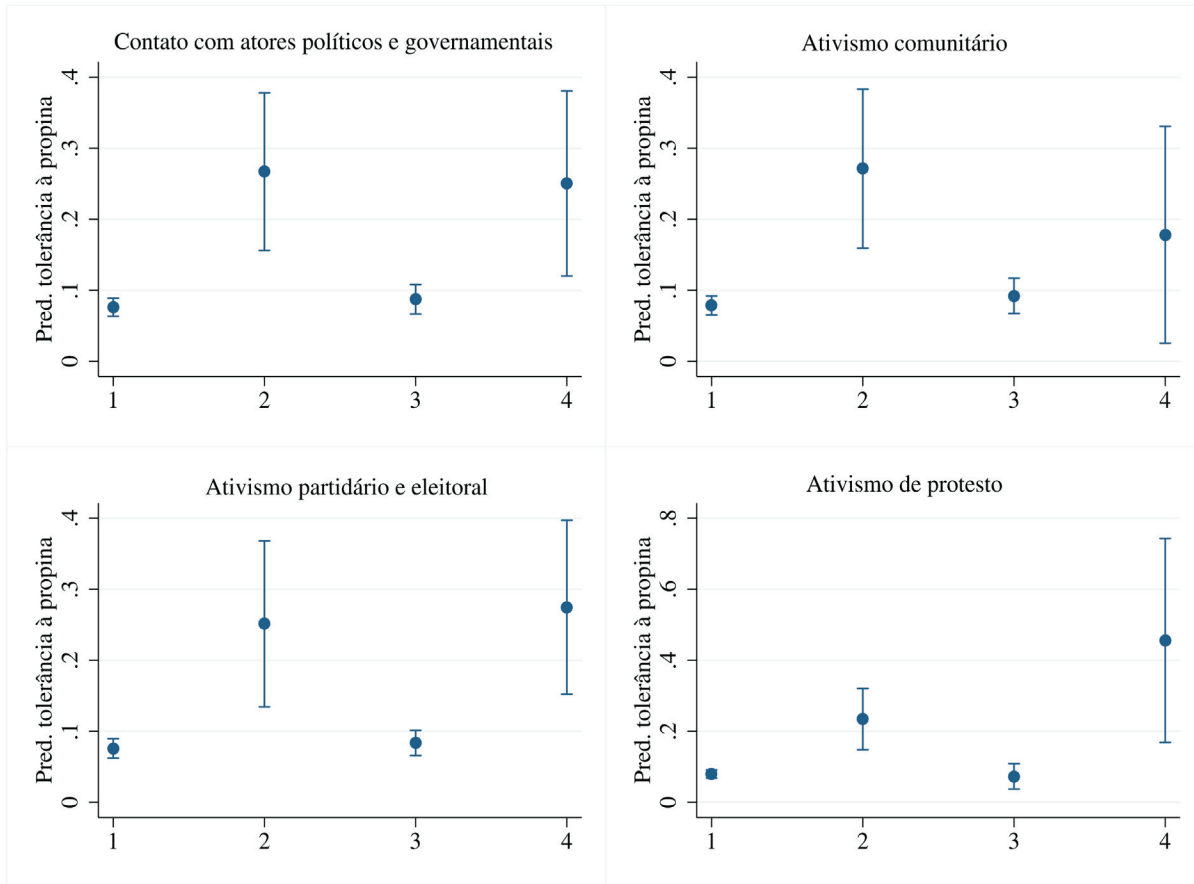 Contato com atores políticos e governamentais
Pred. tolerância à propina
.4
.3
.2
.1
0
1 2 3 4
Ativismo comunitário
Pred. tolerância à propina
.4
.3
.2
.1
0
1 2 3 4
Ativismo partidário e eleitoral
Pred. tolerância à propina
.4
.3
.2
.1
0
1 2 3 4
Ativismo de protesto
Pred. tolerância à propina
.8
.6
.4
.2
0
1 2 3 4